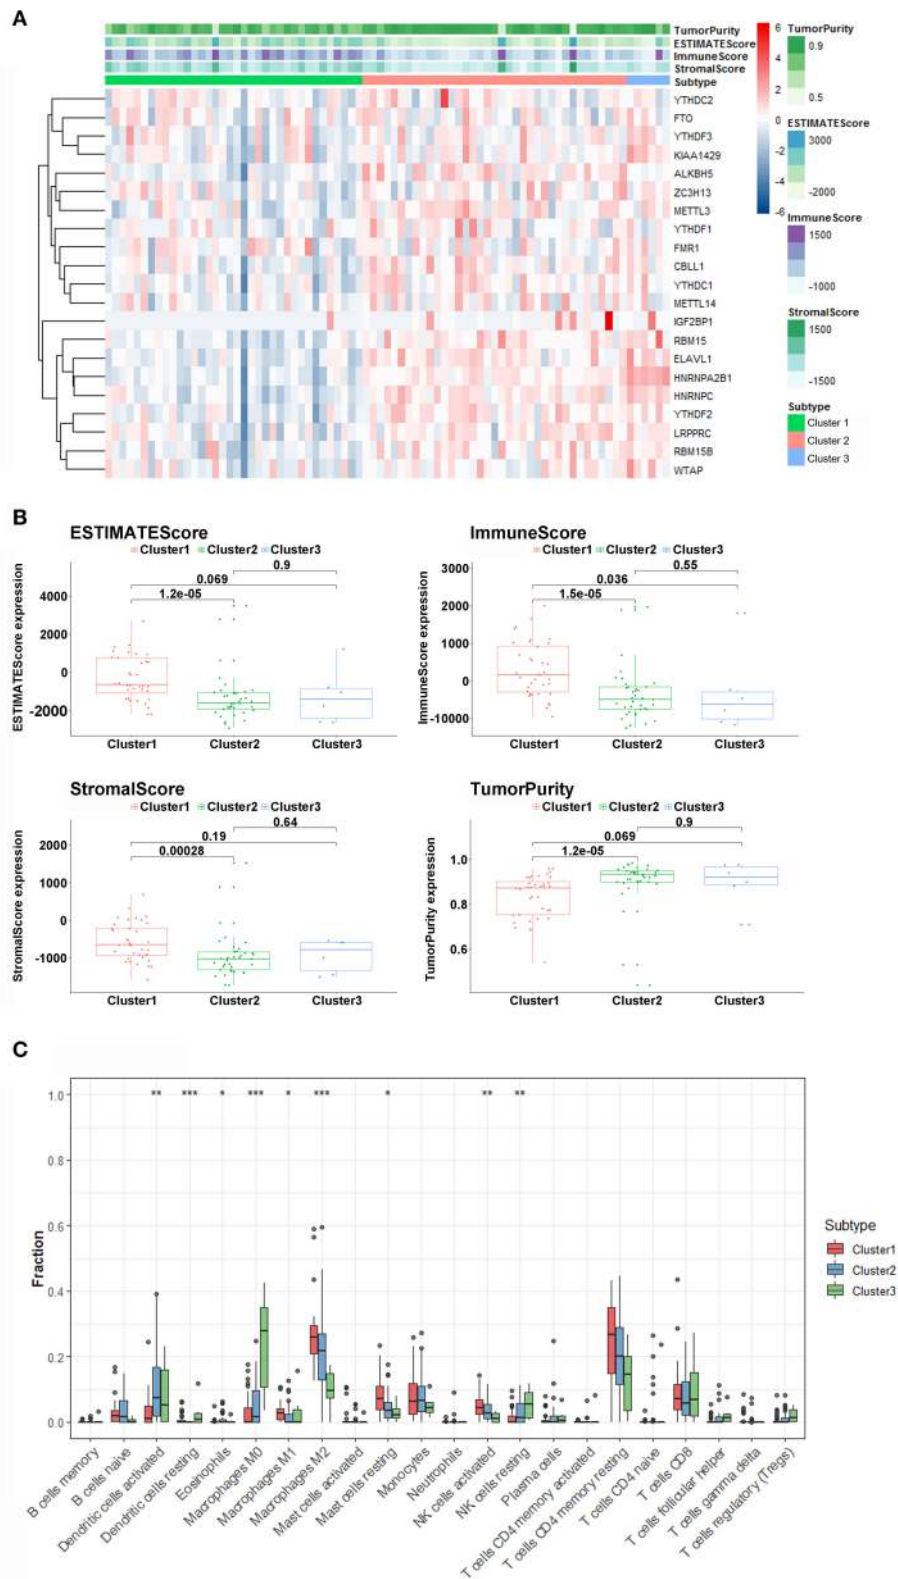 A
TumorPurity
ESTIMATEScore
ImmuneScore
StromalScore
Subtype
YTHDC2
FTO
YTHDF3
KIAA1429
ALKBH5
ZC3H13
METTL3
YTHDF1
FMR1
CBLL1
YTHDC1
METTL14
IGF2BP1
RBM15
ELAVL1
HNRNPA2B1
HNRNPC
YTHDF2
LRPPRC
RBM15B
WTAP
6
4
2
0
-2
-4
-6
TumorPurity
0.9
0.5
ESTIMATEScore
3000
-2000
ImmuneScore
1500
-1000
StromalScore
1500
-1500
Subtype
Cluster 1
Cluster 2
Cluster 3
B
ESTIMATEScore
Cluster1 Cluster2 Cluster3
ESTIMATEScore expression
4000
2000
0
-2000
0.9
0.069
1.2e-05
Cluster1 Cluster2 Cluster3
ImmuneScore
Cluster1 Cluster2 Cluster3
ImmuneScore expression
3000
2000
1000
0
-10000
0.55
0.036
1.5e-05
Cluster1 Cluster2 Cluster3
StromalScore
Cluster1 Cluster2 Cluster3
StromalScore expression
2000
1000
0
-1000
0.64
0.19
0.00028
Cluster1 Cluster2 Cluster3
TumorPurity
Cluster1 Cluster2 Cluster3
TumorPurity expression
1.0
0.8
0.6
0.9
0.069
1.2e-05
Cluster1 Cluster2 Cluster3
C
Fraction
1.0
0.6
0.4
0.2
0.0
** *** * *** * *** * ** **
B cells memory
B cells naive
Dendritic cells activated
Dendritic cells resting
Eosinophils
Macrophages M0
Macrophages M1
Macrophages M2
Mast cells activated
Mast cells resting
Monocytes
Neutrophils
NK cells activated
NK cells resting
Plasma cells
T cells CD4 memory activated
T cells CD4 memory resting
T cells CD4 naive
T cells CD8
T cells follicular helper
T cells gamma delta
T cells regulatory (Tregs)
Subtype
Cluster1
Cluster2
Cluster3